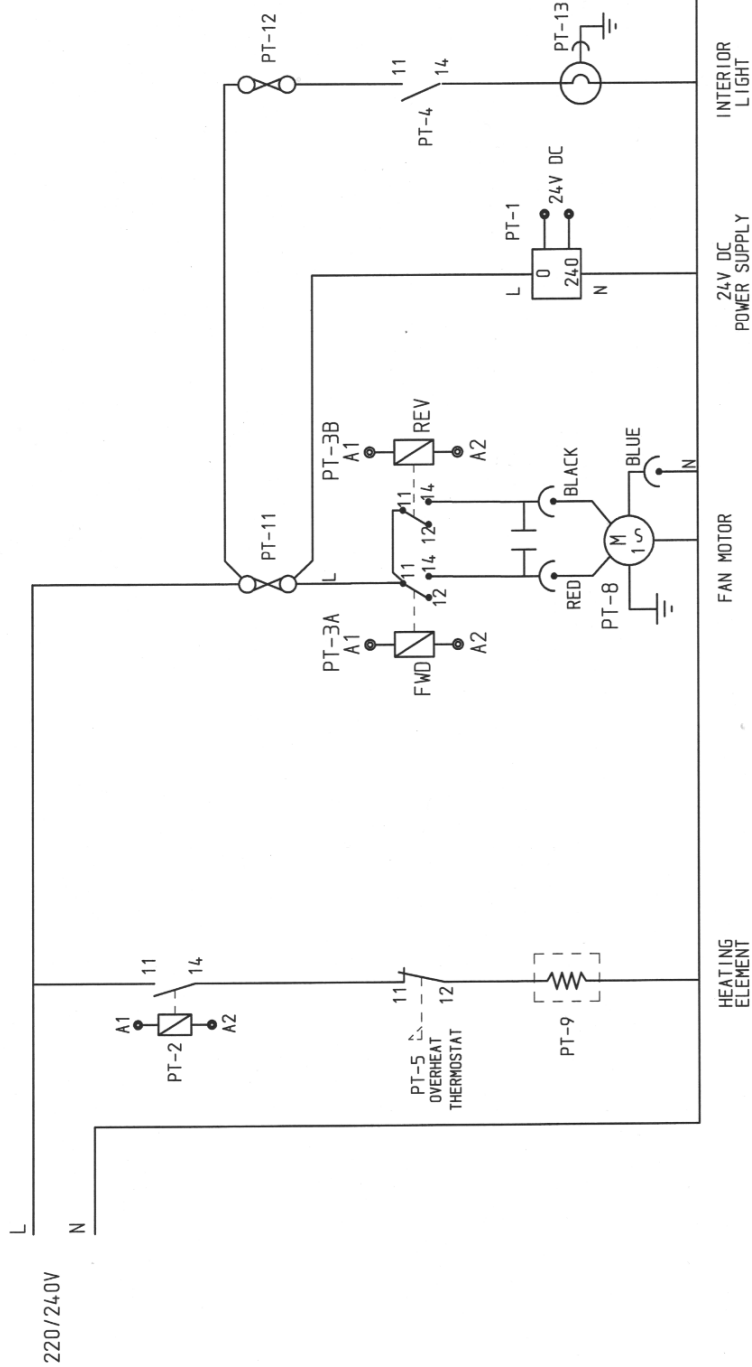 220/240V
L
N
A1
PT-2
A2
11
14
PT-5
OVERHEAT
THERMOSTAT
11
12
PT-9
HEATING
ELEMENT
PT-11
L
PT-3A
A1
FWD
A2
11
12
14
PT-3B
A1
REV
A2
11
12
14
RED
BLACK
PT-8
M
1
S
BLUE
N
FAN MOTOR
L
PT-1
0
240
24V DC
N
24V DC
POWER SUPPLY
PT-12
11
PT-4
14
PT-13
INTERIOR
LIGHT